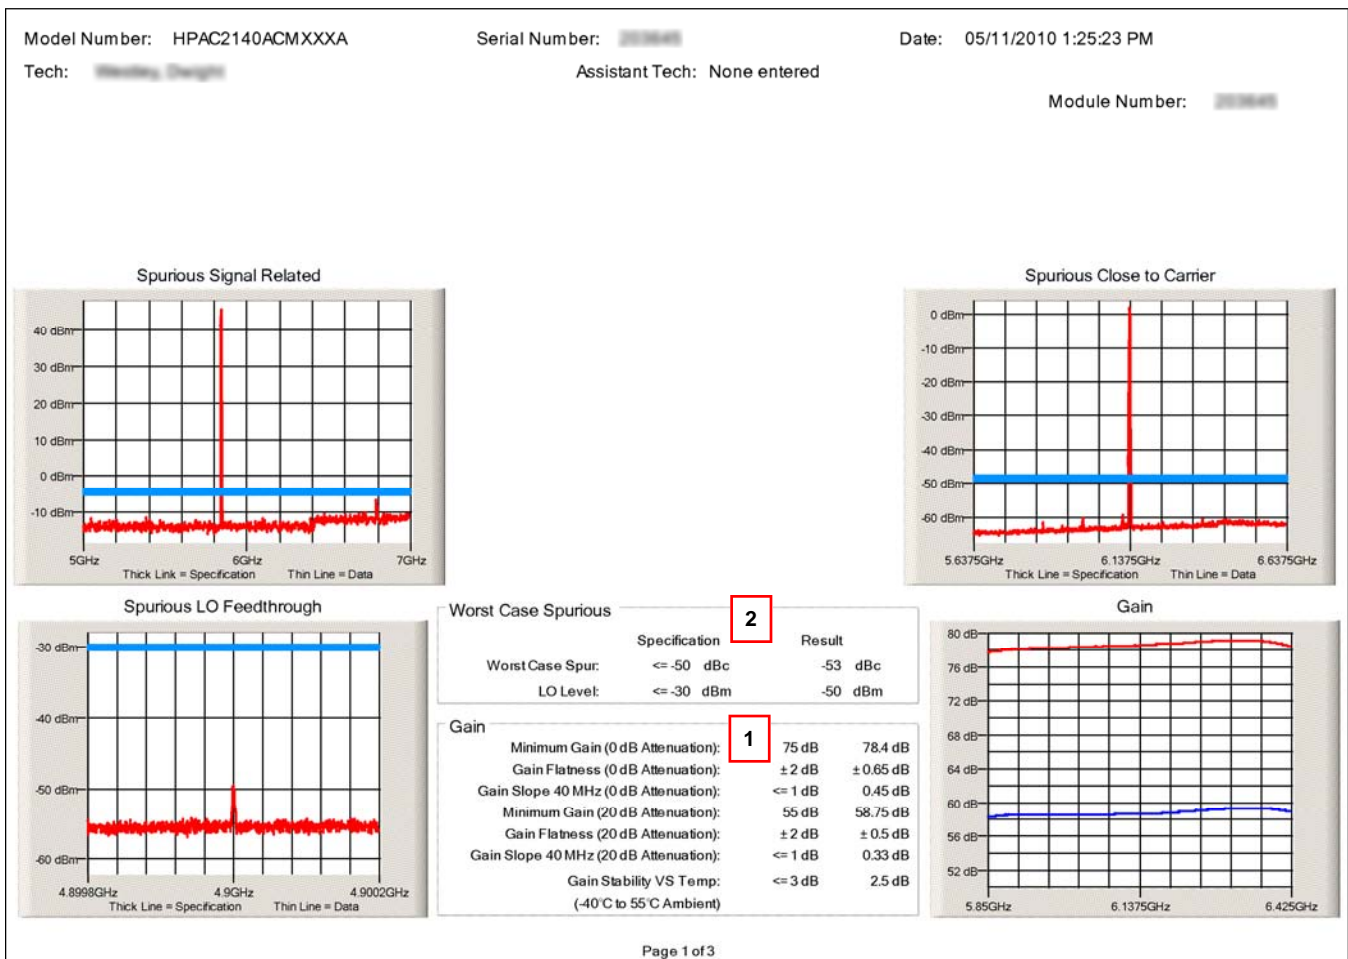 Model Number: HPAC2140ACMXXXA Serial Number: Date: 05/11/2010 1:25:23 PM
Tech: Assistant Tech: None entered
Module Number:
Spurious Signal Related
40 dBm
30 dBm
20 dBm
10 dBm
0 dBm
-10 dBm
5GHz 6GHz 7GHz
Thick Link = Specification Thin Line = Data
Spurious Close to Carrier
0 dBm
-10 dBm
-20 dBm
-30 dBm
-40 dBm
-50 dBm
-60 dBm
5.6375GHz 6.1375GHz 6.6375GHz
Thick Line = Specification Thin Line = Data
Spurious LO Feedthrough
-30 dBm
-40 dBm
-50 dBm
-60 dBm
4.8998GHz 4.9GHz 4.9002GHz
Thick Line = Specification Thin Line = Data
Worst Case Spurious
2
Specification Result
Worst Case Spur: <= -50 dBc -53 dBc
LO Level: <= -30 dBm -50 dBm
Gain
1
Minimum Gain (0 dB Attenuation): 75 dB 78.4 dB
Gain Flatness (0 dB Attenuation): ± 2 dB ± 0.65 dB
Gain Slope 40 MHz (0 dB Attenuation): <= 1 dB 0.45 dB
Minimum Gain (20 dB Attenuation): 55 dB 58.75 dB
Gain Flatness (20 dB Attenuation): ± 2 dB ± 0.5 dB
Gain Slope 40 MHz (20 dB Attenuation): <= 1 dB 0.33 dB
Gain Stability VS Temp: <= 3 dB 2.5 dB
(-40°C to 55°C Ambient)
Gain
80 dB
76 dB
72 dB
68 dB
64 dB
60 dB
56 dB
52 dB
5.85GHz 6.1375GHz 6.425GHz
Page 1 of 3